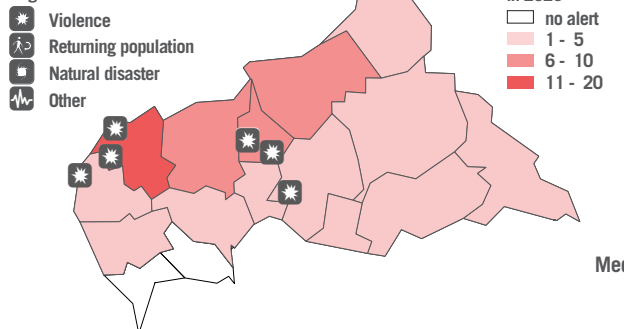 Violence
Returning population
Natural disaster
Other
no alert
1 - 5
6 - 10
11 - 20